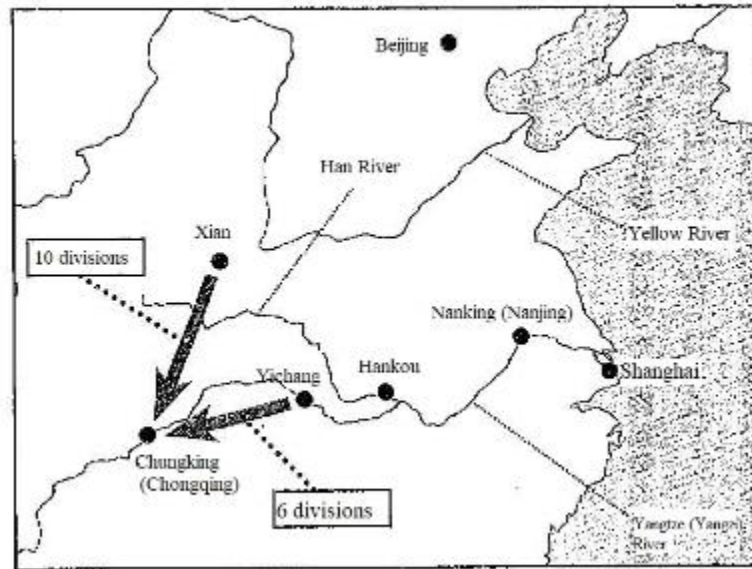 Beijing
Han River
Xian
Yellow River
10 divisions
Nanking (Nanjing)
Yichang
Hankou
Shanghai
Chungking
(Chongqing)
6 divisions
Yangtze (Yangzi)
River